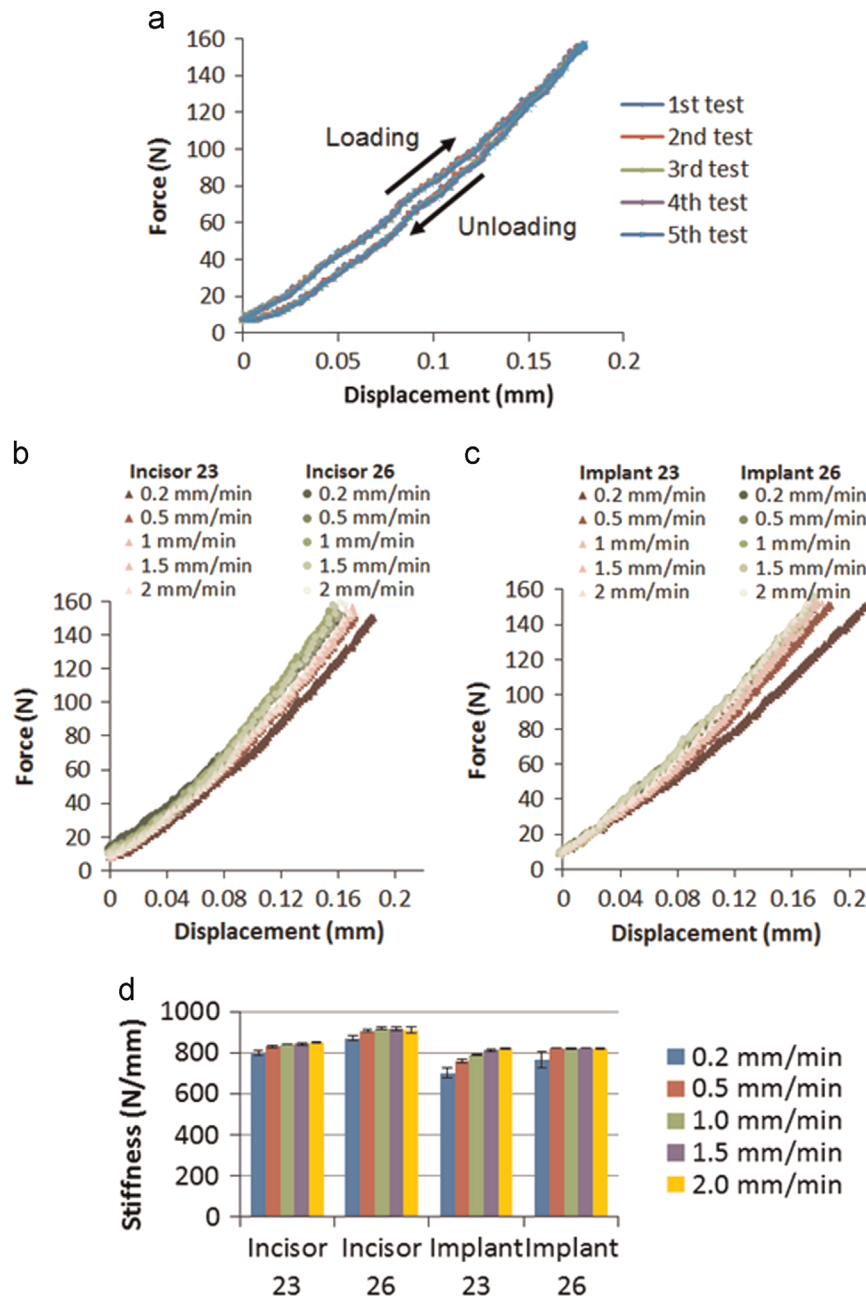 a
160
140
120
100
80
60
40
20
0
Force (N)
Loading
Unloading
1st test
2nd test
3rd test
4th test
5th test
0 0.05 0.1 0.15 0.2
Displacement (mm)
b
Incisor 23 Incisor 26
0.2 mm/min 0.2 mm/min
0.5 mm/min 0.5 mm/min
1 mm/min 1 mm/min
1.5 mm/min 1.5 mm/min
2 mm/min 2 mm/min
160
140
120
100
80
60
40
20
0
Force (N)
0 0.04 0.08 0.12 0.16 0.2
Displacement (mm)
c
Implant 23 Implant 26
0.2 mm/min 0.2 mm/min
0.5 mm/min 0.5 mm/min
1 mm/min 1 mm/min
1.5 mm/min 1.5 mm/min
2 mm/min 2 mm/min
160
140
120
100
80
60
40
20
0
Force (N)
0 0.04 0.08 0.12 0.16 0.2
Displacement (mm)
d
1000
800
600
400
200
0
Stiffness (N/mm)
Incisor Incisor Implant Implant
23 26 23 26
0.2 mm/min
0.5 mm/min
1.0 mm/min
1.5 mm/min
2.0 mm/min